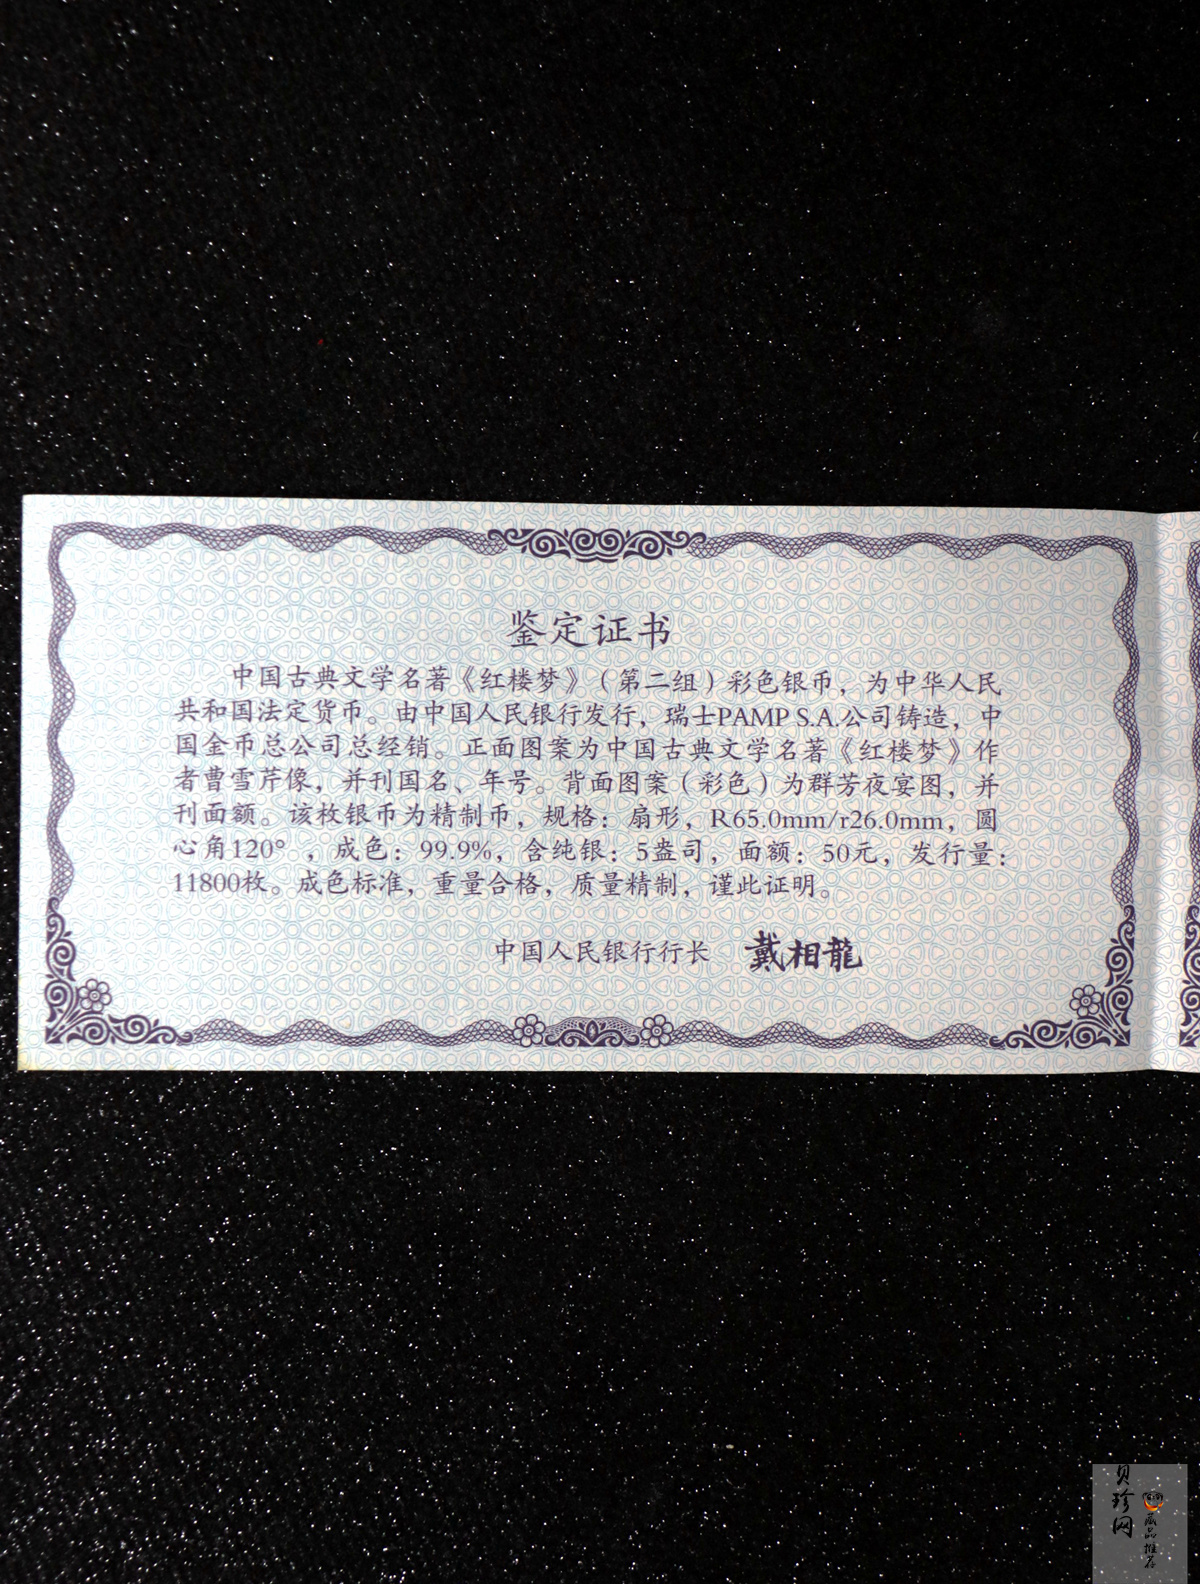 鉴定证书
中国古典文学名著《红楼梦》（第二组）彩色银币，为中华人民
共和国法定货币。由中国人民银行发行，瑞士PAMP S.A.公司铸造，中
国金币总公司总经销。正面图案为中国古典文学名著《红楼梦》作
者曹雪芹像，并刊国名、年号。背面图案（彩色）为群芳夜宴图，并
刊面额。该枚银币为精制币，规格：扇形，R65.0mm/r26.0mm，圆
心角120°，成色：99.9%，含纯银：5盎司，面额：50元，发行量：
11800枚。成色标准，重量合格，质量精制，谨此证明。
中国人民银行行长 戴相龍
贝珍网
藏品推荐